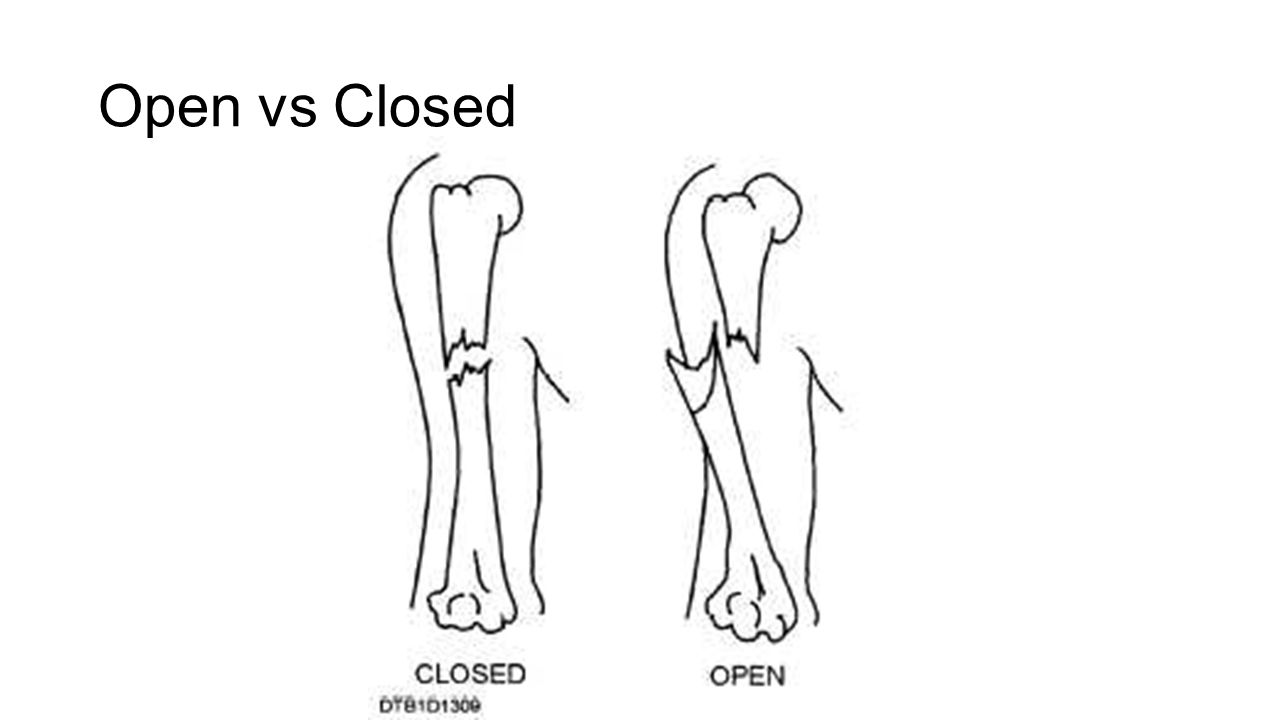 Open vs Closed
CLOSED
OPEN
DTB1D1309